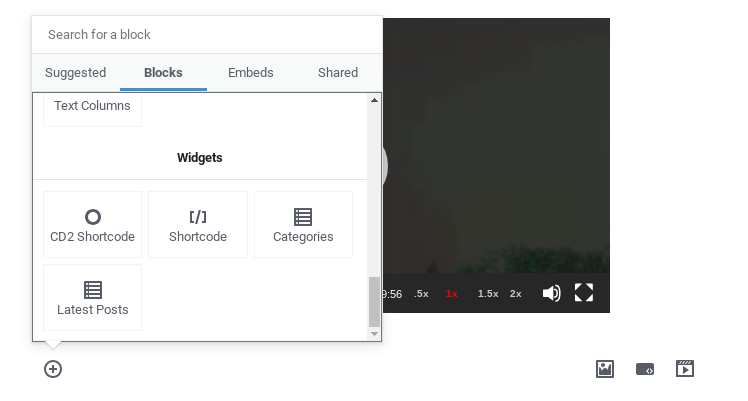 Search for a block
Suggested Blocks Embeds Shared
Text Columns
Widgets
CD2 Shortcode Shortcode Categories
Latest Posts
9:56 .5x 1x 1.5x 2x